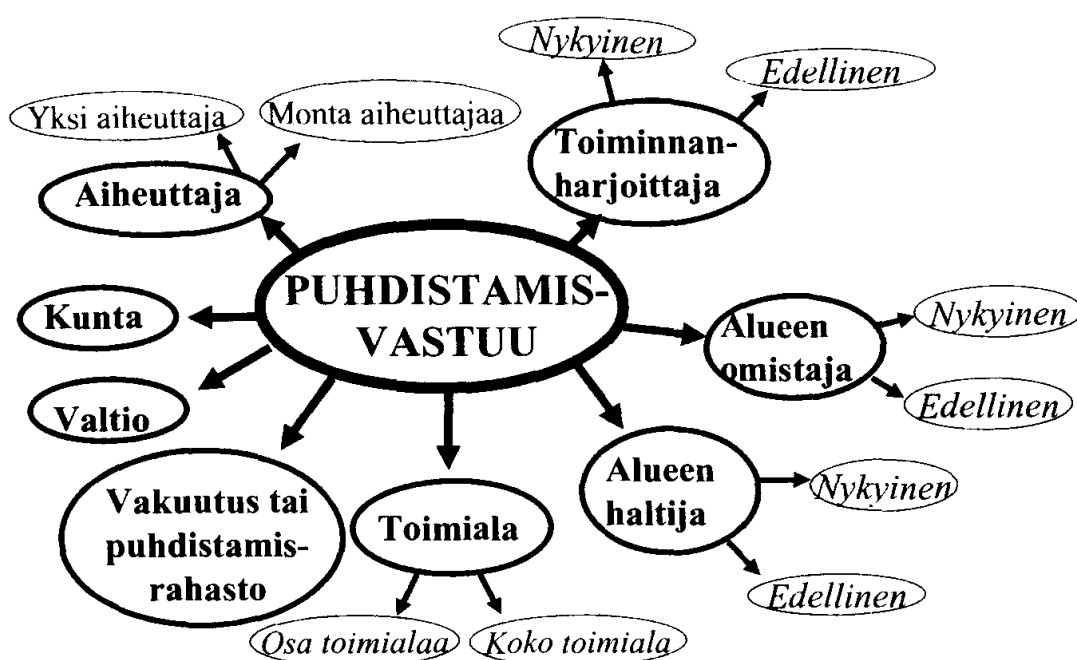 Nykyinen
Edellinen
Yksi aiheuttaja
Monta aiheuttajaa
Toiminnan-
harjoittaja
Aiheuttaja
PUHDISTAMIS-
VASTUU
Kunta
Alueen
omistaja
Nykyinen
Edellinen
Valtio
Alueen
haltija
Nykyinen
Edellinen
Vakuutus tai
puhdistamis-
rahasto
Toimiala
Osa toimialaa
Koko toimiala